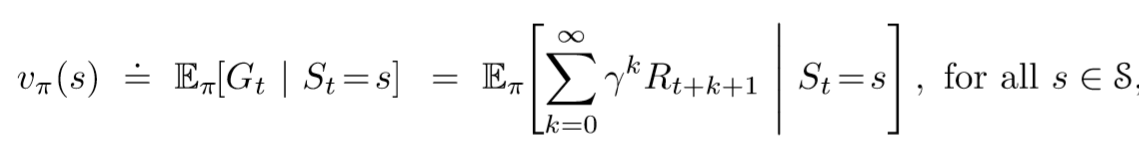 v_π(s) ≐ 𝔼_π[G_t | S_t=s] = 𝔼_π[∑_{k=0}^{∞} γ^k R_{t+k+1} | S_t=s], for all s ∈ 𝒮,